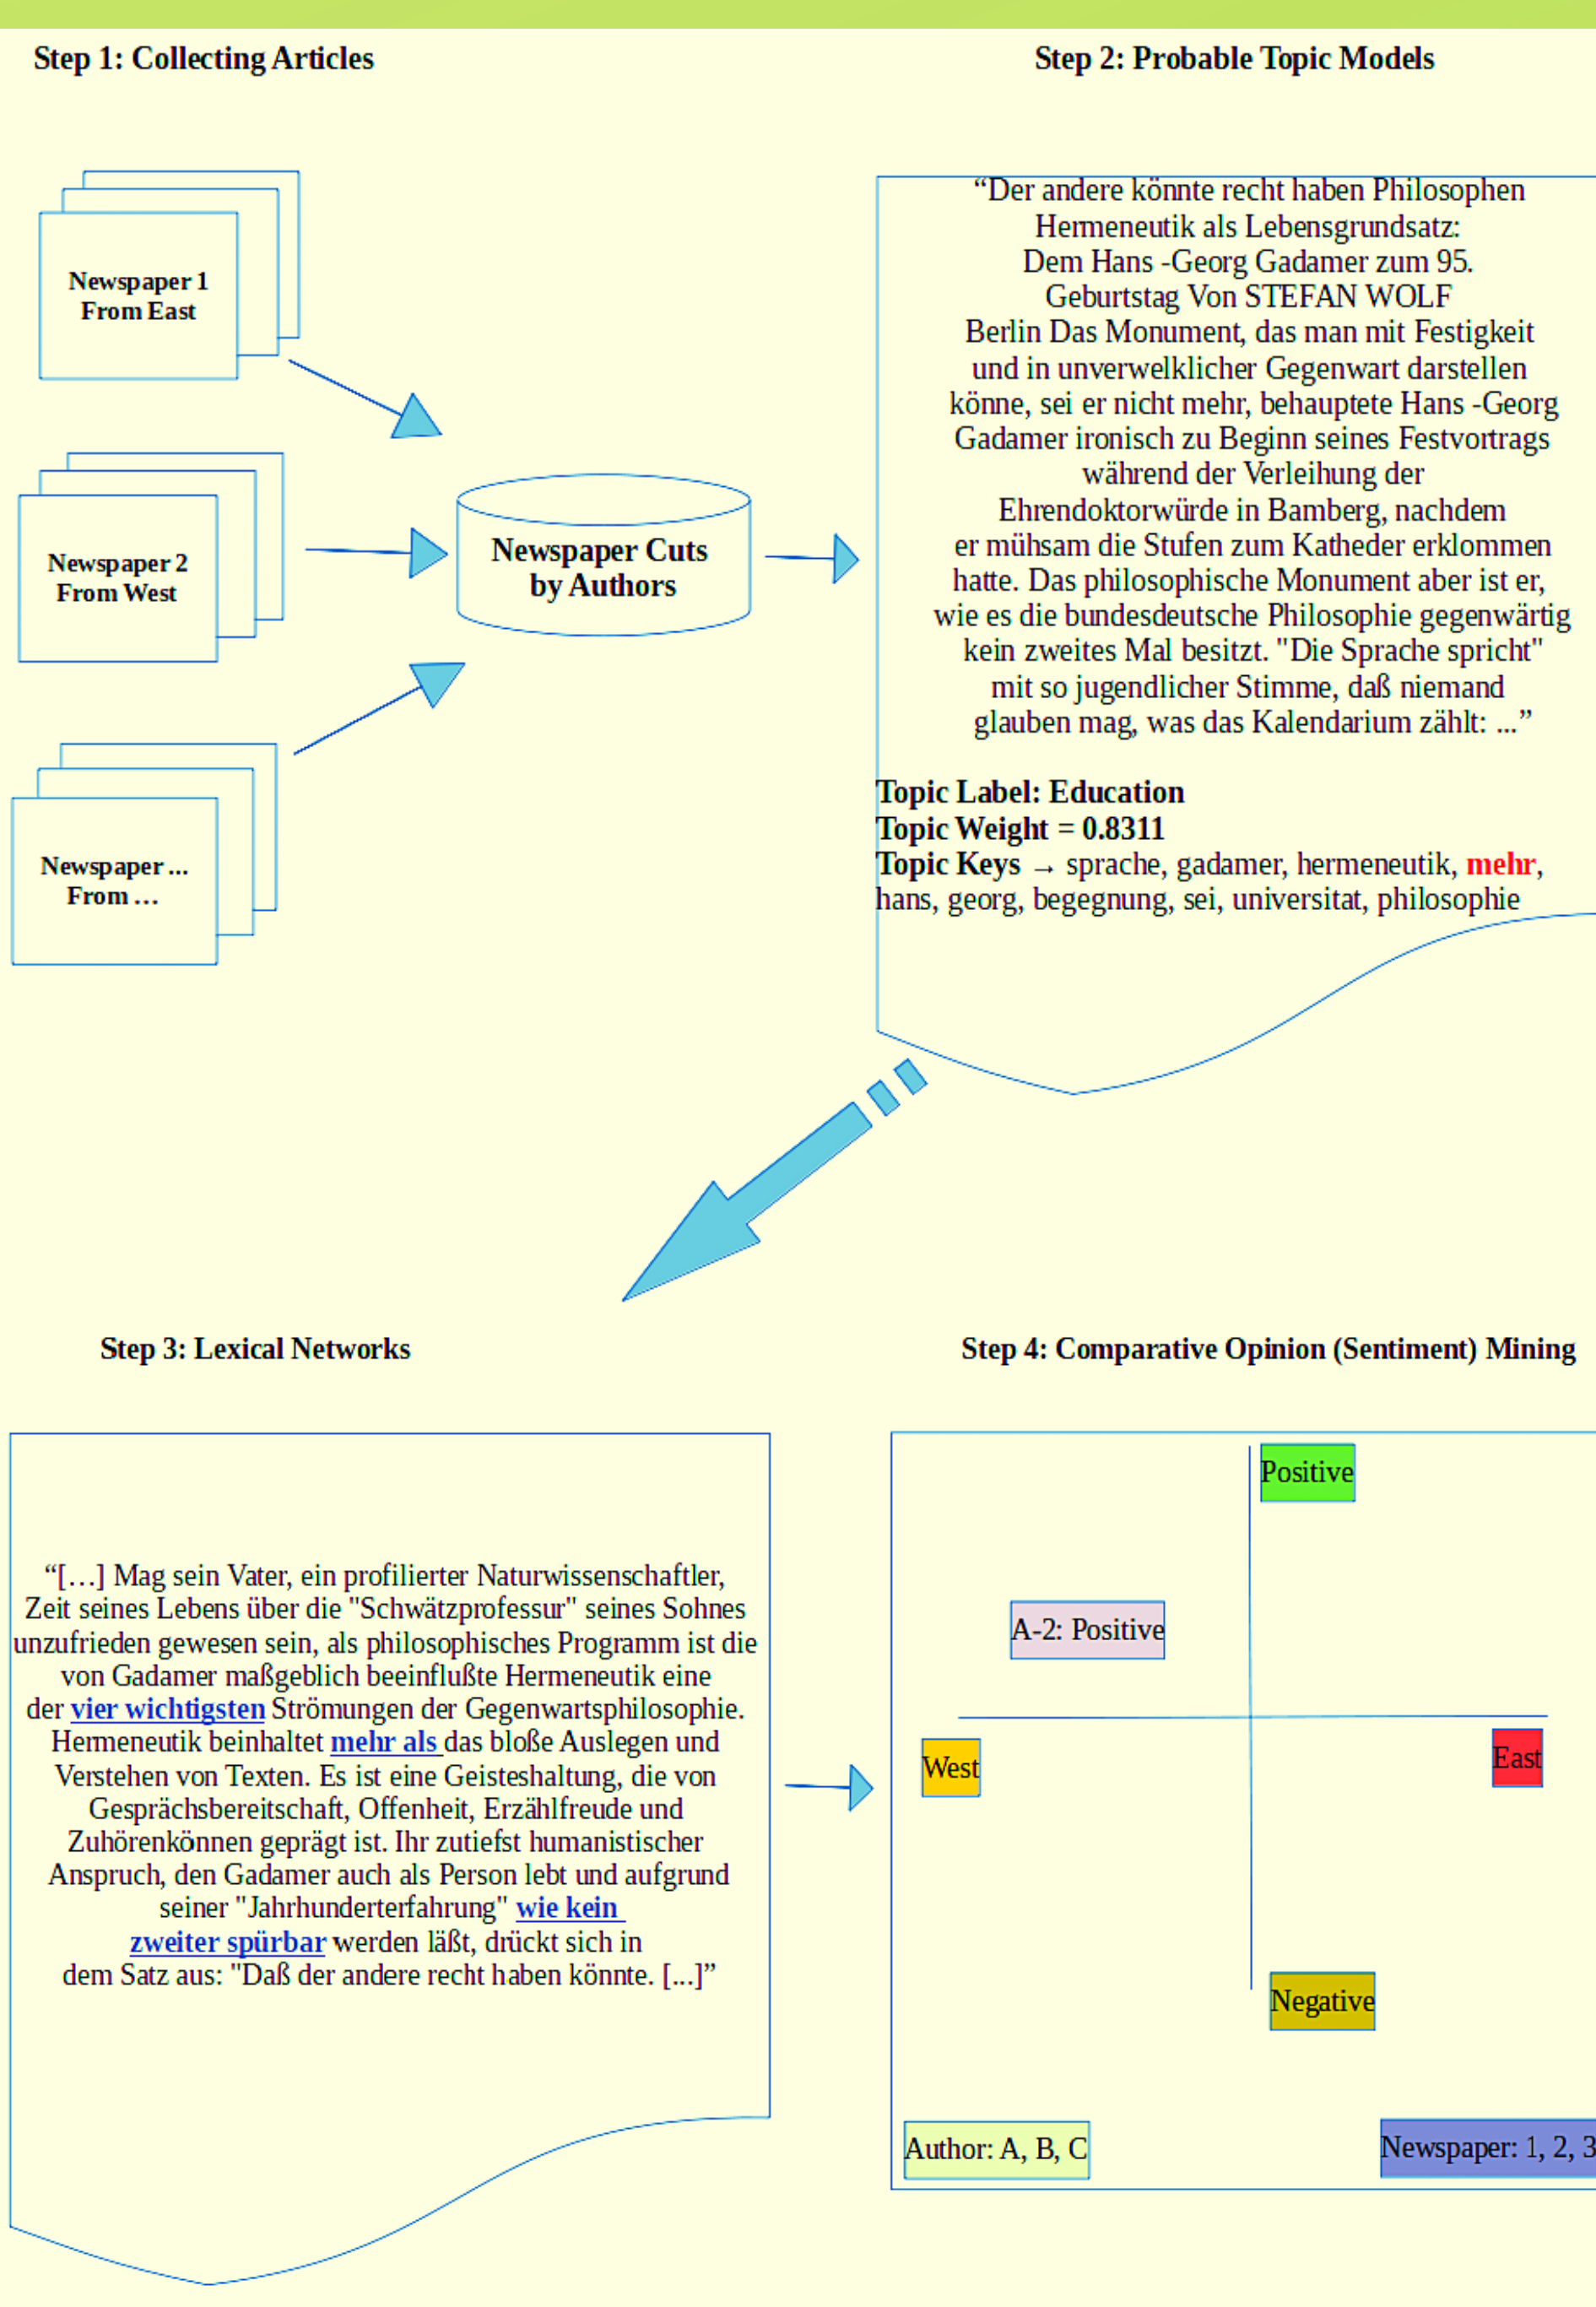 Step 1: Collecting Articles
Step 2: Probable Topic Models
Newspaper 1
From East
Newspaper 2
From West
Newspaper ...
From …
Newspaper Cuts
by Authors
“Der andere könnte recht haben Philosophen
Hermeneutik als Lebensgrundsatz:
Dem Hans -Georg Gadamer zum 95.
Geburtstag Von STEFAN WOLF
Berlin Das Monument, das man mit Festigkeit
und in unverwelklicher Gegenwart darstellen
könne, sei er nicht mehr, behauptete Hans -Georg
Gadamer ironisch zu Beginn seines Festvortrags
während der Verleihung der
Ehrendoktorwürde in Bamberg, nachdem
er mühsam die Stufen zum Katheder erklommen
hatte. Das philosophische Monument aber ist er,
wie es die bundesdeutsche Philosophie gegenwärtig
kein zweites Mal besitzt. "Die Sprache spricht"
mit so jugendlicher Stimme, daß niemand
glauben mag, was das Kalendarium zählt: ...”
Topic Label: Education
Topic Weight = 0.8311
Topic Keys → sprache, gadamer, hermeneutik, mehr,
hans, georg, begegnung, sei, universitat, philosophie
Step 3: Lexical Networks
Step 4: Comparative Opinion (Sentiment) Mining
“[…] Mag sein Vater, ein profilierter Naturwissenschaftler,
Zeit seines Lebens über die "Schwätzprofessur" seines Sohnes
unzufrieden gewesen sein, als philosophisches Programm ist die
von Gadamer maßgeblich beeinflußte Hermeneutik eine
der vier wichtigsten Strömungen der Gegenwartsphilosophie.
Hermeneutik beinhaltet mehr als das bloße Auslegen und
Verstehen von Texten. Es ist eine Geisteshaltung, die von
Gesprächsbereitschaft, Offenheit, Erzählfreude und
Zuhörenkönnen geprägt ist. Ihr zutiefst humanistischer
Anspruch, den Gadamer auch als Person lebt und aufgrund
seiner "Jahrhunderterfahrung" wie kein
zweiter spürbar werden läßt, drückt sich in
dem Satz aus: "Daß der andere recht haben könnte. [...]”
Positive
A-2: Positive
West
East
Negative
Author: A, B, C
Newspaper: 1, 2, 3